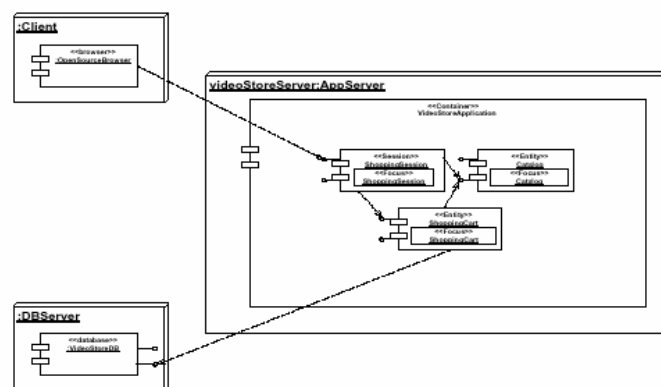 :Client
<<browser>>
:OpenSourceBrowser
videoStoreServer:AppServer
<<Container>>
VideoStoreApplication
<<Session>>
ShoppingSession
<<Focus>>
ShoppingSession
<<Entity>>
Catalog
<<Focus>>
Catalog
<<Entity>>
ShoppingCart
<<Focus>>
ShoppingCart
:DBServer
<<database>>
:VideoStoreDB